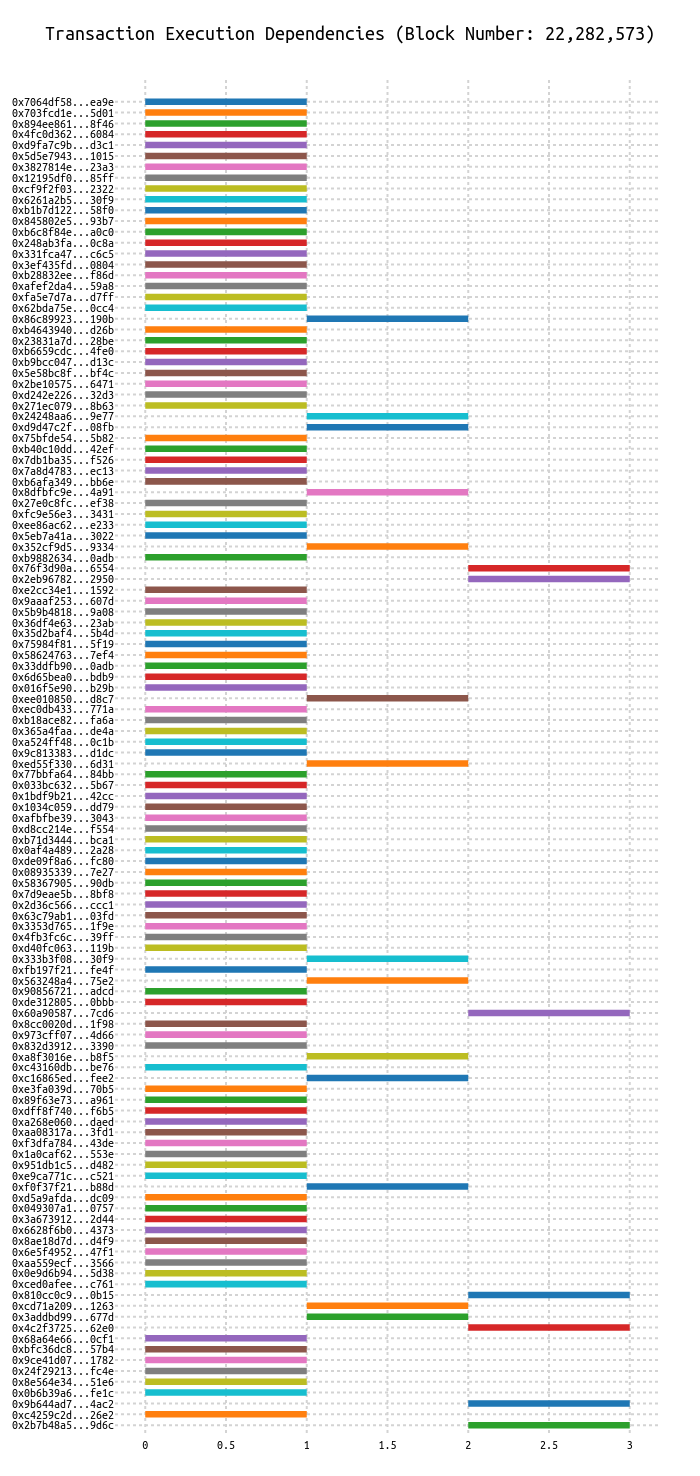 Transaction Execution Dependencies (Block Number: 22,282,573)
0x7064df58...ea9e
0x703fcd1e...5d01
0x894ee861...8f46
0x4fc0d362...6084
0xd9fa7c9b...d3c1
0x5d5e7943...1015
0x3827814e...23a3
0x12195df0...85ff
0xcf9f2f03...2322
0x6261a2b5...30f9
0xb1b7d122...58f0
0x845802e5...93b7
0xb6c8f84e...a0c0
0x248ab3fa...0c8a
0x331fca47...c6c5
0x3ef435fd...0804
0xb28832ee...f86d
0xafef2da4...59a8
0xfa5e7d7a...d7ff
0x62bda75e...0cc4
0x86c89923...190b
0xb4643940...d26b
0x23831a7d...28be
0xb6659cdc...4fe0
0xb9bcc047...d13c
0x5e58bc8f...bf4c
0x2be10575...6471
0xd242e226...32d3
0x271ec079...8b63
0x24248aa6...9e77
0xd9d47c2f...08fb
0x75bfde54...5b82
0xb40c10dd...42ef
0x7db1ba35...f526
0x7a8d4783...ec13
0xb6afa349...bb6e
0x8dfbfc9e...4a91
0x27e0c8fc...ef38
0xfc9e56e3...3431
0xee86ac62...e233
0x5eb7a41a...3022
0x352cf9d5...9334
0xb9882634...0adb
0x76f3d90a...6554
0x2eb96782...2950
0xe2cc34e1...1592
0x9aaaf253...607d
0x5b9b4818...9a08
0x36df4e63...23ab
0x35d2baf4...5b4d
0x75984f81...5f19
0x58624763...7ef4
0x33ddfb90...0adb
0x6d65bea0...bdb9
0x016f5e90...b29b
0xee010850...d8c7
0xec0db433...771a
0xb18ace82...fa6a
0x365a4faa...de4a
0xa524ff48...0c1b
0x9c813383...d1dc
0xed55f330...6d31
0x77bbfa64...84bb
0x033bc632...5b67
0x1bdf9b21...42cc
0x1034c059...dd79
0xafbfbe39...3043
0xd8cc214e...f554
0xb71d3444...bca1
0x0af4a489...2a28
0xde09f8a6...fc80
0x08935339...7e27
0x58367905...90db
0x7d9eae5b...8bf8
0x2d36c566...ccc1
0x63c79ab1...03fd
0x3353d765...1f9e
0x4fb3fc6c...39ff
0xd40fc063...119b
0x333b3f08...30f9
0xfb197f21...fe4f
0x563248a4...75e2
0x90856721...adcd
0xde312805...0bbb
0x60a90587...7cd6
0x8cc0020d...1f98
0x973cff07...4d66
0x832d3912...3390
0xa8f3016e...b8f5
0xc43160db...be76
0xc16865ed...fee2
0xe3fa039d...70b5
0x89f63e73...a961
0xdff8f740...f6b5
0xa268e060...daed
0xaa08317a...3fd1
0xf3dfa784...43de
0x1a0caf62...553e
0x951db1c5...d482
0xe9ca771c...c521
0xf0f37f21...b88d
0xd5a9afda...dc09
0x049307a1...0757
0x3a673912...2d44
0x6628f6b0...4373
0x8ae18d7d...d4f9
0x6e5f4952...47f1
0xaa559ecf...3566
0x0e9d6b94...5d38
0xced0afee...c761
0x810cc0c9...0b15
0xcd71a209...1263
0x3addbd99...677d
0x4c2f3725...62e0
0x68a64e66...0cf1
0xbfc36dc8...57b4
0x9ce41d07...1782
0x24f29213...fc4e
0x8e564e34...51e6
0x0b6b39a6...fe1c
0x9b644ad7...4ac2
0xc4259c2d...26e2
0x2b7b48a5...9d6c
0 0.5 1 1.5 2 2.5 3